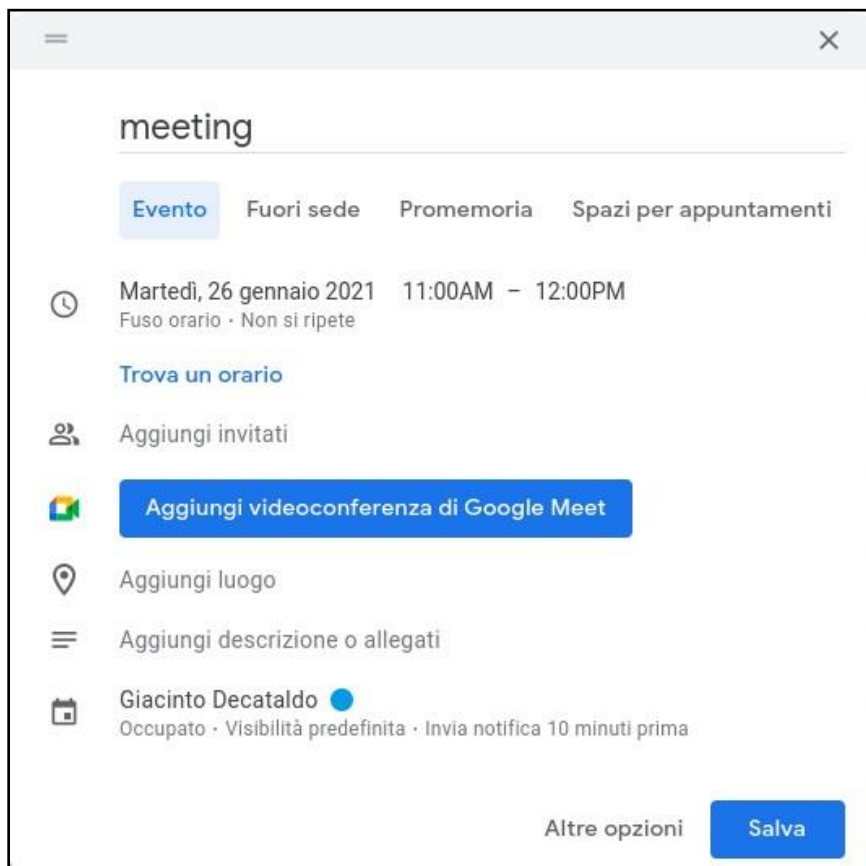 meeting
Evento Fuori sede Promemoria Spazi per appuntamenti
Martedì, 26 gennaio 2021 11:00AM – 12:00PM
Fuso orario · Non si ripete
Trova un orario
Aggiungi invitati
Aggiungi videoconferenza di Google Meet
Aggiungi luogo
Aggiungi descrizione o allegati
Giacinto Decataldo
Occupato · Visibilità predefinita · Invia notifica 10 minuti prima
Altre opzioni Salva